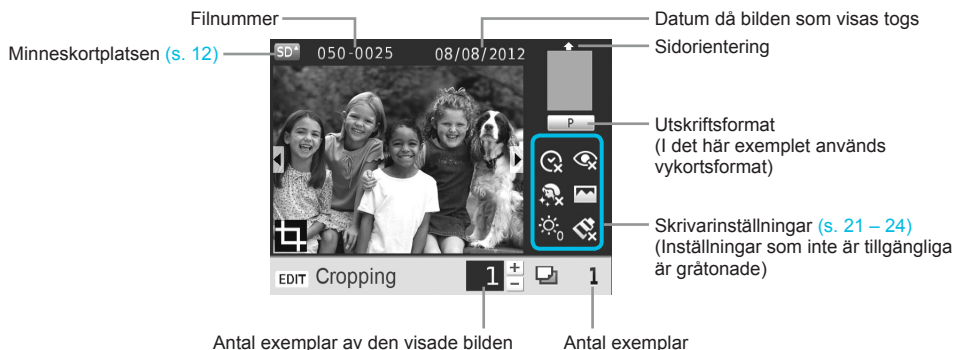 Filnummer
Datum då bilden som visas togs
Minneskortplatsen (s. 12)
Sidorientering
SD
050-0025
08/08/2012
P
Utskriftsformat
(I det här exemplet används
vykortsformat)
Skrivarinställningar (s. 21 – 24)
(Inställningar som inte är tillgängliga
är gråtonade)
0
EDIT Cropping
1
+
-
1
Antal exemplar av den visade bilden
Antal exemplar